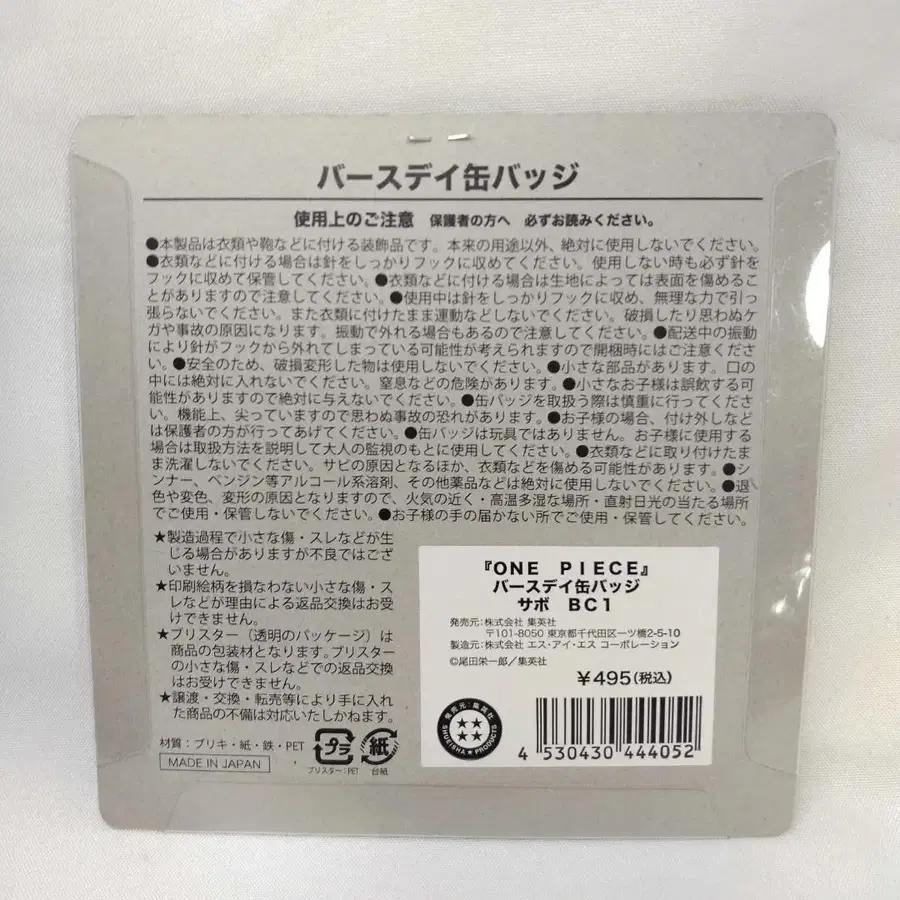 バースデイ缶バッジ
使用上のご注意 保護者の方へ 必ずお読みください。
●本製品は衣類や鞄などに付ける装飾品です。本来の用途以外、絶対に使用しないでください。
●衣類などに付ける場合は針をしっかりフックに収めてください。使用しない時も必ず針を
フックに収めて保管してください。●衣類などに付ける場合は生地によっては表面を傷めるこ
とがありますので注意してください。●使用中は針をしっかりフックに収め、無理な力で引っ
張らないでください。また衣類に付けたまま運動などしないでください。破損したり思わぬケ
ガや事故の原因になります。振動で外れる場合もあるので注意してください。●配送中の振動
により針がフックから外れてしまっている可能性が考えられますので開梱時にはご注意くださ
い。●安全のため、破損変形した物は使用しないでください。●小さな部品があります。口の
中には絶対に入れないでください。窒息などの危険があります。●小さなお子様は誤飲する可
能性がありますので絶対に与えないでください。●缶バッジを取扱う際は慎重に行ってくださ
い。機能上、尖っていますので思わぬ事故の恐れがあります。●お子様の場合、付け外しなど
は保護者の方が行ってあげてください。●缶バッジは玩具ではありません。お子様に使用する
場合は取扱方法を説明して大人の監視のもとに使用してください。●衣類などに取り付けたま
ま洗濯しないでください。サビの原因となるほか、衣類などを傷める可能性があります。●シ
ンナー、ベンジン等アルコール系溶剤、その他薬品などは絶対に使用しないでください。●退
色や変色、変形の原因となりますので、火気の近く・高温多湿な場所・直射日光の当たる場所
でご使用・保管しないでください。●お子様の手の届かない所でご使用・保管してください。
★製造過程で小さな傷・スレなどが生
じる場合がありますが不良ではござ
いません。
★印刷絵柄を損なわない小さな傷・ス
レなどが理由による返品交換はお受
けできません。
★ブリスター（透明のパッケージ）は
商品の包装材となります。ブリスター
の小さな傷・スレなどでの返品交換
はお受けできません。
★譲渡・交換・転売等により手に入れ
た商品の不備は対応いたしかねます。
材質：ブリキ・紙・鉄・PET
MADE IN JAPAN
プラ
ブリスター：PET
紙
台紙
『ONE PIECE』
バースデイ缶バッジ
サボ BC1
発売元：株式会社 集英社
〒101-8050 東京都千代田区一ツ橋2-5-10
製造元：株式会社 エス・アイ・エス コーポレーション
©尾田栄一郎／集英社
¥495(税込)
発売元：集英社
SHUEISHA★PRODUCTS
4 530430 444052